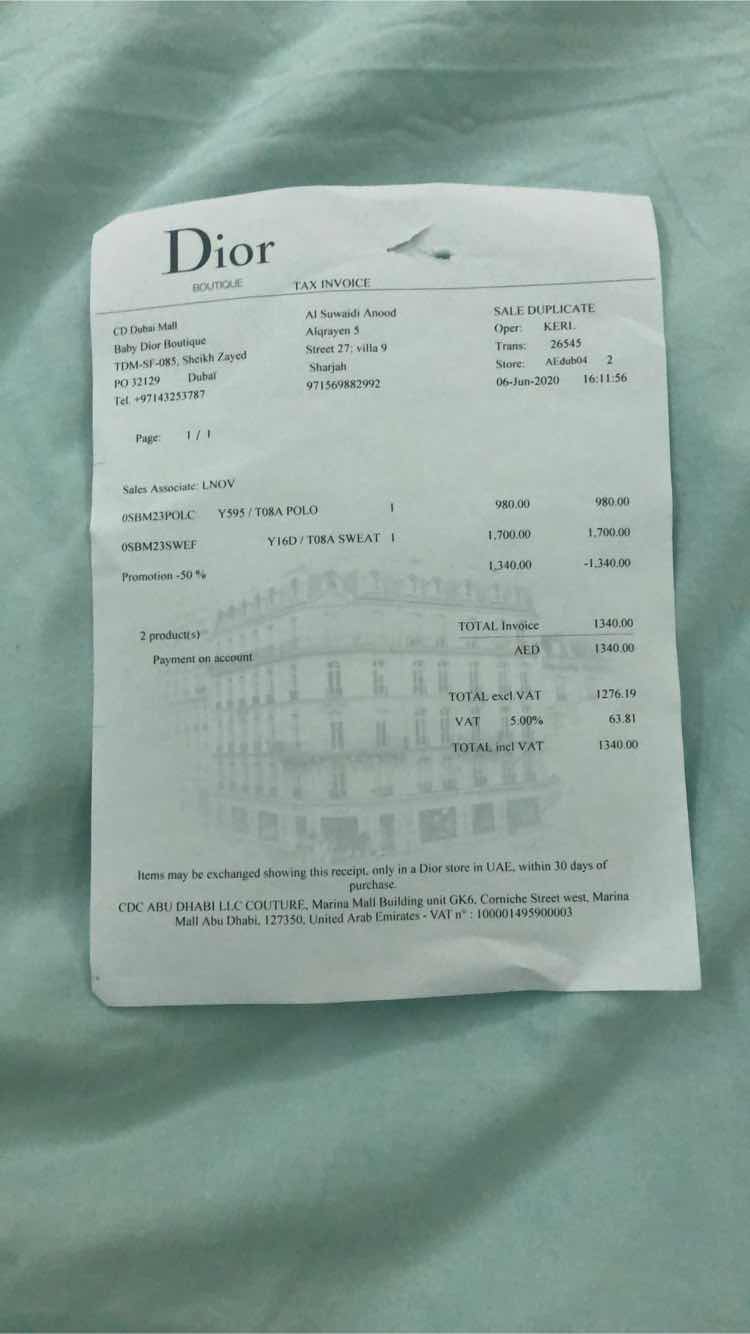 Dior
BOUTIQUE
TAX INVOICE
CD Dubai Mall
Baby Dior Boutique
TDM-SF-085, Sheikh Zayed
PO 32129 Dubaï
Tel. +97143253787
Al Suwaidi Anood
Alqrayen 5
Street 27; villa 9
Sharjah
971569882992
SALE DUPLICATE
Oper: KERL
Trans: 26545
Store: AEdub04 2
06-Jun-2020 16:11:56
Page: 1 / 1
Sales Associate: LNOV
0SBM23POLC Y595 / T08A POLO 1 980.00 980.00
0SBM23SWEF Y16D / T08A SWEAT 1 1,700.00 1,700.00
Promotion -50 % 1,340.00 -1,340.00
2 product(s) TOTAL Invoice 1340.00
Payment on account AED 1340.00
TOTAL excl VAT 1276.19
VAT 5.00% 63.81
TOTAL incl VAT 1340.00
Items may be exchanged showing this receipt, only in a Dior store in UAE, within 30 days of
purchase.
CDC ABU DHABI LLC COUTURE, Marina Mall Building unit GK6, Corniche Street west, Marina
Mall Abu Dhabi, 127350, United Arab Emirates - VAT n° : 100001495900003